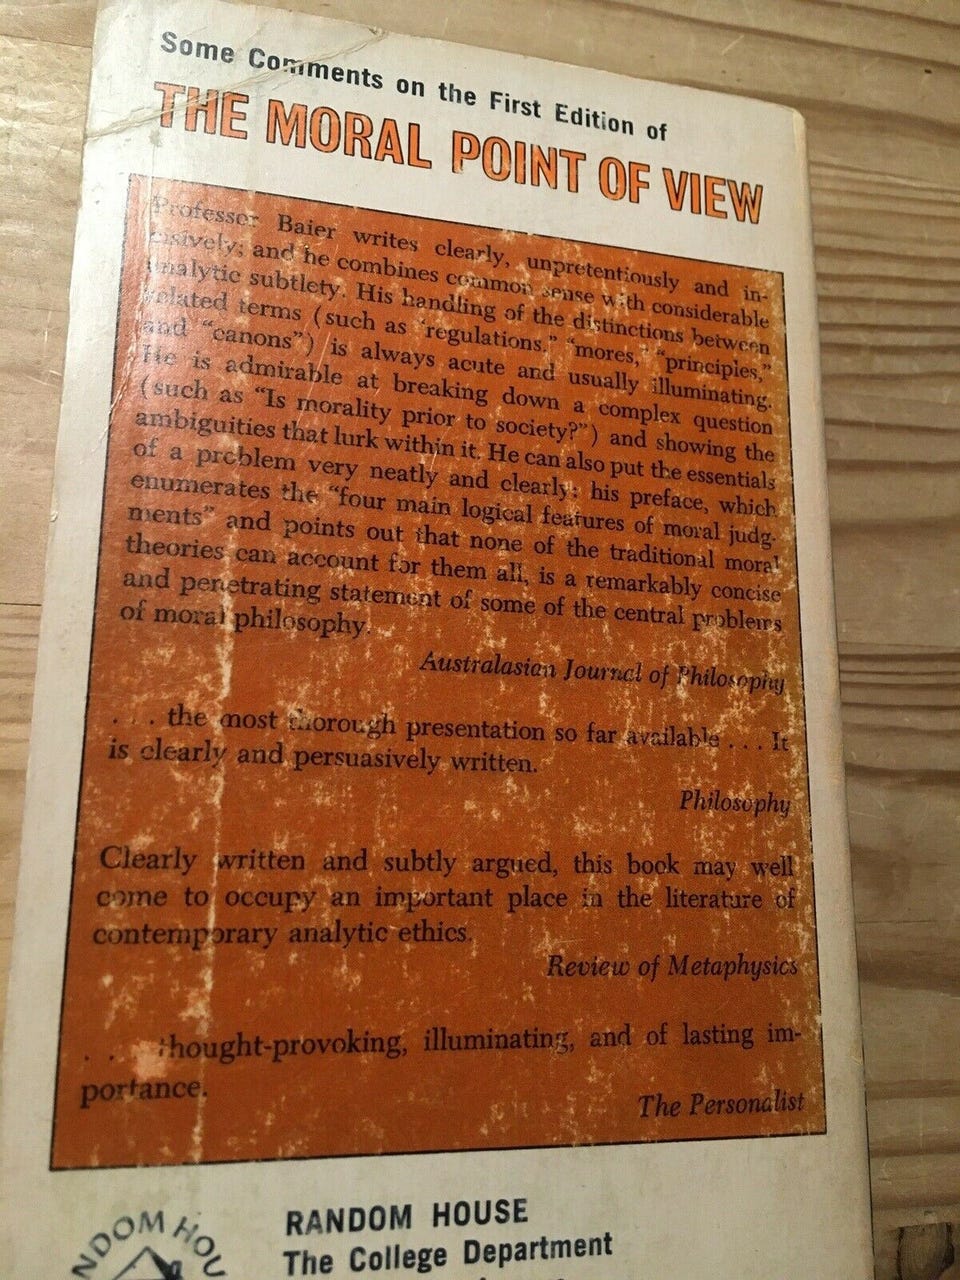 Some Comments on the First Edition of
THE MORAL POINT OF VIEW
Professor Baier writes clearly, unpretentiously and in-
cisively; and he combines common sense with considerable
analytic subtlety. His handling of the distinctions between
related terms (such as "regulations," "mores," "principles,"
and "canons") is always acute and usually illuminating.
He is admirable at breaking down a complex question
(such as "Is morality prior to society?") and showing the
ambiguities that lurk within it. He can also put the essentials
of a problem very neatly and clearly: his preface, which
enumerates the "four main logical features of moral judg-
ments" and points out that none of the traditional moral
theories can account for them all, is a remarkably concise
and penetrating statement of some of the central problems
of moral philosophy.
Australasian Journal of Philosophy
. . . the most thorough presentation so far available . . . It
is clearly and persuasively written.
Philosophy
Clearly written and subtly argued, this book may well
come to occupy an important place in the literature of
contemporary analytic ethics.
Review of Metaphysics
. . . thought-provoking, illuminating, and of lasting im-
portance.
The Personalist
RANDOM HOUSE
The College Department
NDOM HOU